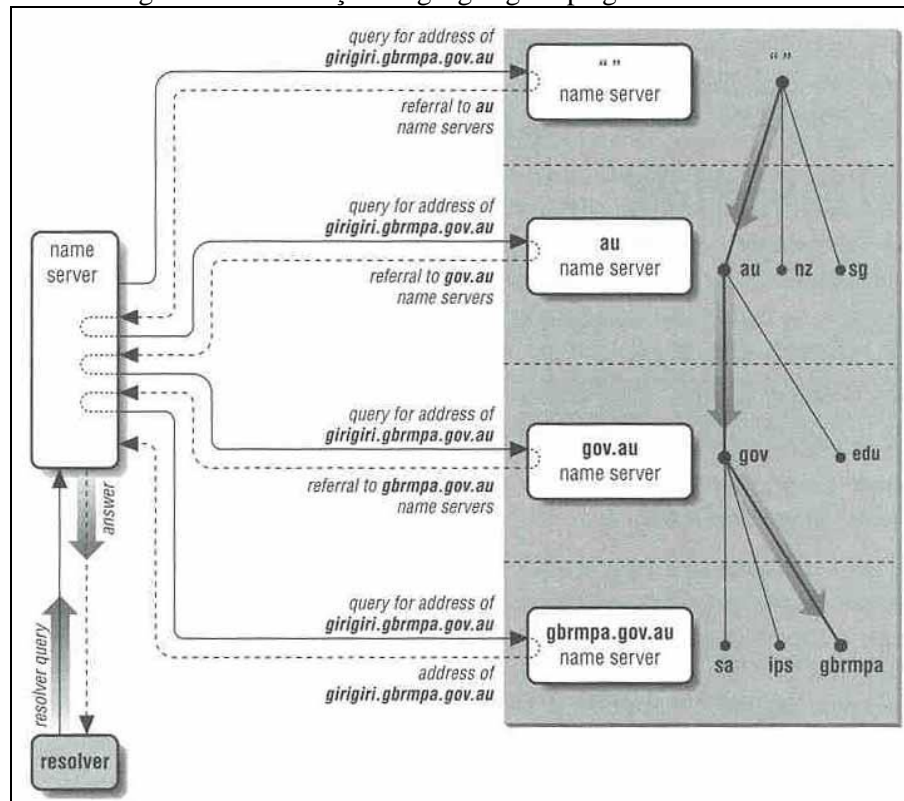 query for address of
girigiri.gbrmpa.gov.au
“ ”
name server
“ ”
referral to au
name servers
query for address of
girigiri.gbrmpa.gov.au
name
server
au
name server
au
nz
sg
referral to gov.au
name servers
query for address of
girigiri.gbrmpa.gov.au
gov.au
name server
gov
edu
referral to gbrmpa.gov.au
name servers
answer
resolver query
query for address of
girigiri.gbrmpa.gov.au
gbrmpa.gov.au
name server
sa
ips
gbrmpa
address of
girigiri.gbrmpa.gov.au
resolver